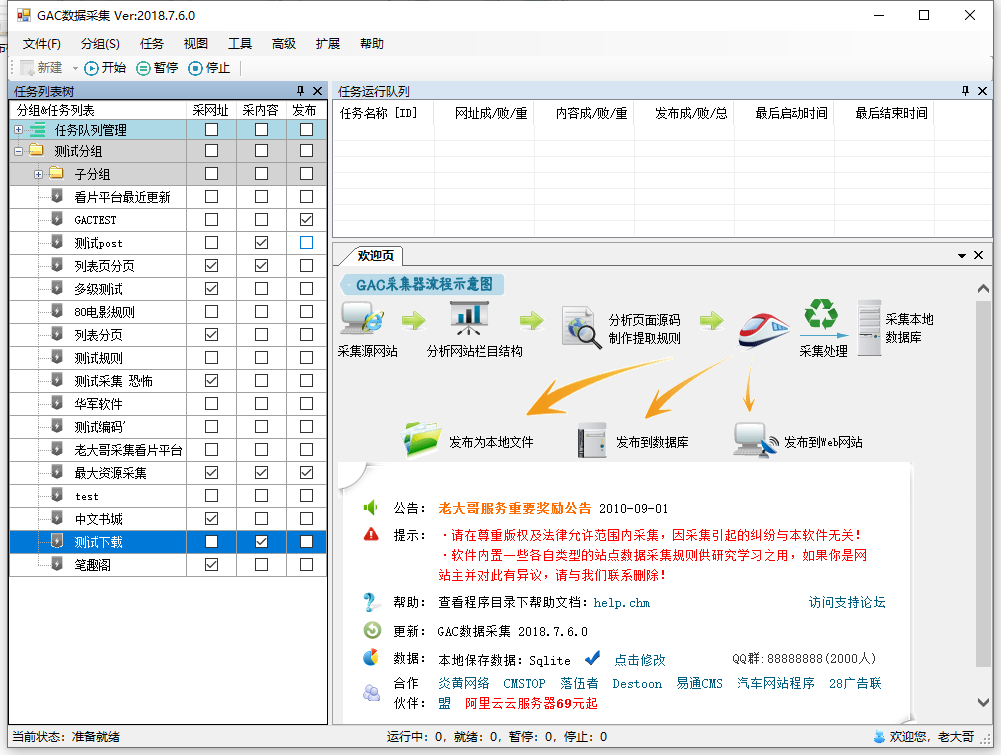 GAC数据采集 Ver:2018.7.6.0
文件(F) 分组(S) 任务 视图 工具 高级 扩展 帮助
新建 开始 暂停 停止
任务列表树
分组&任务列表 采网址 采内容 发布
任务队列管理
测试分组
子分组
看片平台最近更新
GACTEST
测试post
列表页分页
多级测试
80电影规则
列表分页
测试规则
测试采集 恐怖
华军软件
测试编码'
老大哥采集看片平台
最大资源采集
test
中文书城
测试下载
笔趣阁
任务运行队列
任务名称 [ID] 网址成/败/重 内容成/败/重 发布成/败/总 最后启动时间 最后结束时间
欢迎页
GAC采集器流程示意图
采集源网站
分析网站栏目结构
分析页面源码
制作提取规则
采集处理
采集本地
数据库
发布为本地文件
发布到数据库
发布到Web网站
公告: 老大哥服务重要奖励公告 2010-09-01
提示: ·请在尊重版权及法律允许范围内采集，因采集引起的纠纷与本软件无关!
·软件内置一些各自类型的站点数据采集规则供研究学习之用，如果你是网
站主并对此有异议，请与我们联系删除!
帮助: 查看程序目录下帮助文档: help.chm 访问支持论坛
更新: GAC数据采集 2018.7.6.0
数据: 本地保存数据: Sqlite 点击修改 QQ群:88888888(2000人)
合作 炎黄网络 CMSTOP 落伍者 Destoon 易通CMS 汽车网站程序 28广告联
伙伴: 盟 阿里云云服务器69元起
当前状态: 准备就绪
运行中: 0, 就绪: 0, 暂停: 0, 停止: 0
欢迎您, 老大哥